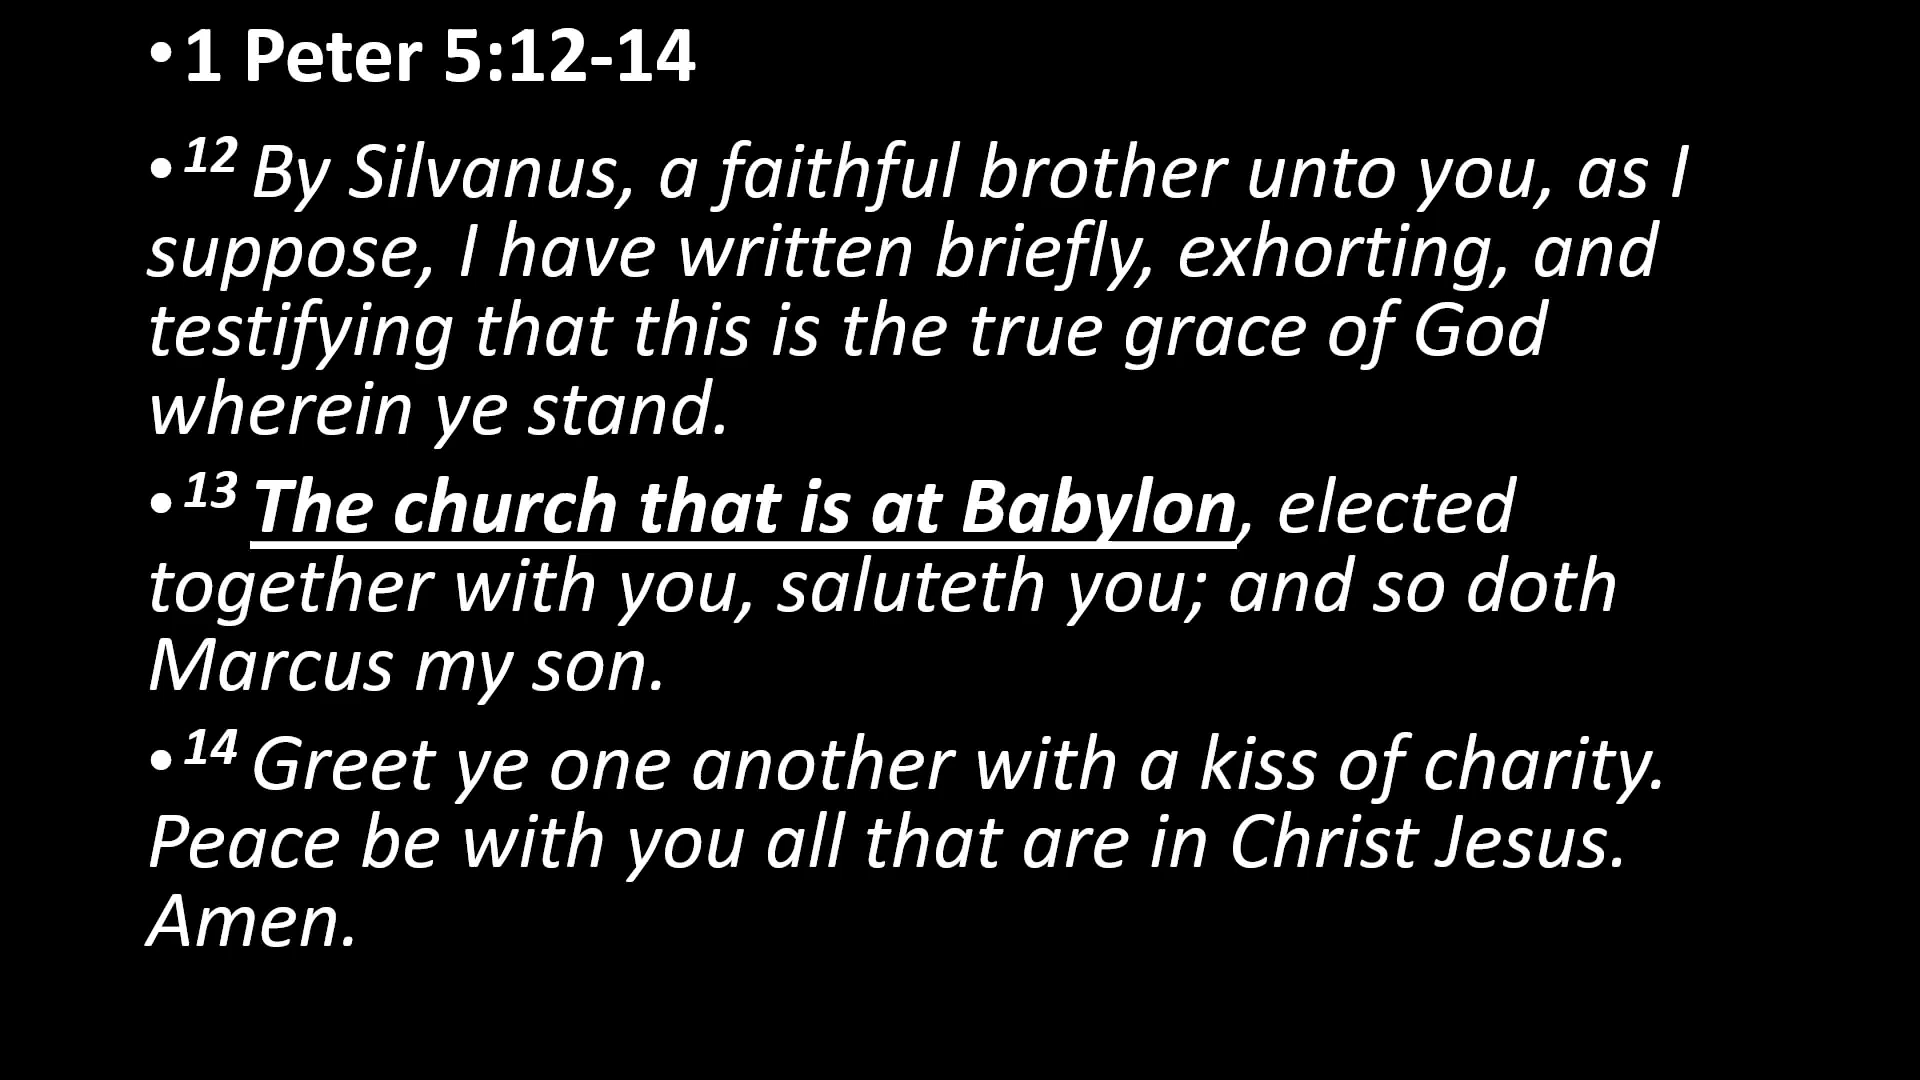 •1 Peter 5:12-14
•12 By Silvanus, a faithful brother unto you, as I
suppose, I have written briefly, exhorting, and
testifying that this is the true grace of God
wherein ye stand.
•13 The church that is at Babylon, elected
together with you, saluteth you; and so doth
Marcus my son.
•14 Greet ye one another with a kiss of charity.
Peace be with you all that are in Christ Jesus.
Amen.